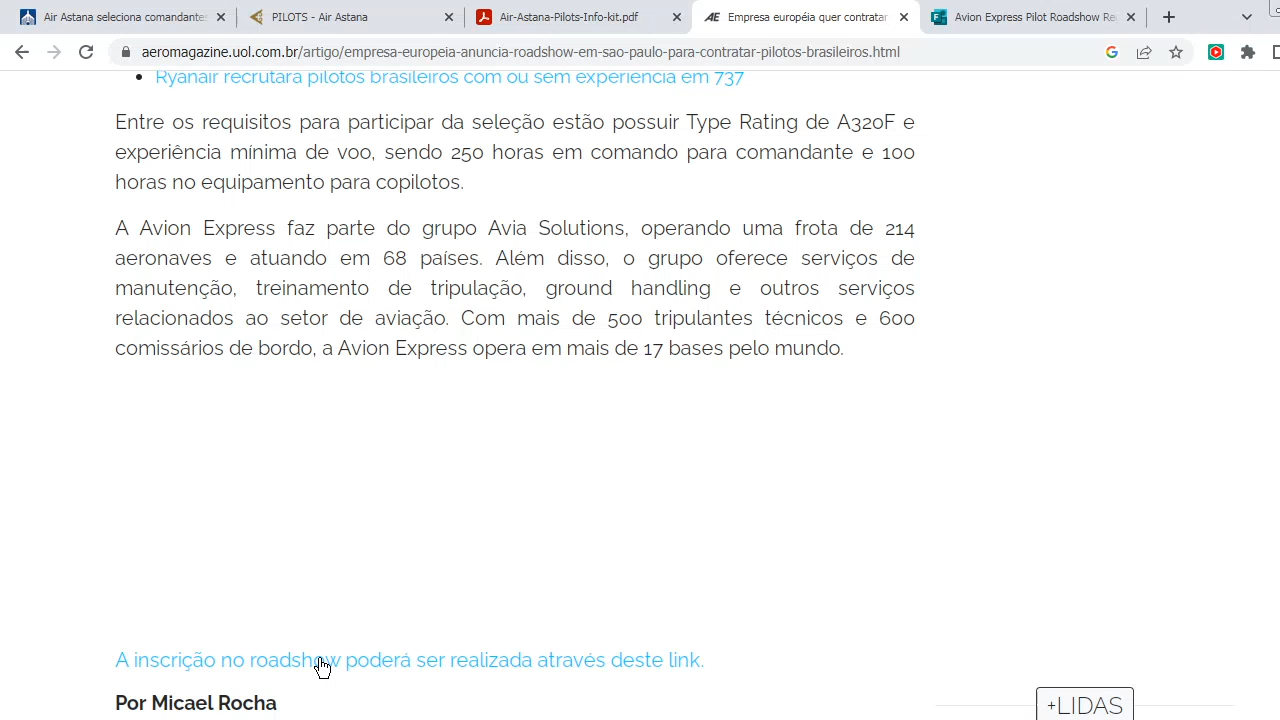 Air Astana seleciona comandantes
PILOTS - Air Astana
Air-Astana-Pilots-Info-kit.pdf
Empresa européia quer contratar
Avion Express Pilot Roadshow Re
aeromagazine.uol.com.br/artigo/empresa-europeia-anuncia-roadshow-em-sao-paulo-para-contratar-pilotos-brasileiros.html
Ryanair recrutará pilotos brasileiros com ou sem experiência em 737
Entre os requisitos para participar da seleção estão possuir Type Rating de A320F e
experiência mínima de voo, sendo 250 horas em comando para comandante e 100
horas no equipamento para copilotos.
A Avion Express faz parte do grupo Avia Solutions, operando uma frota de 214
aeronaves e atuando em 68 países. Além disso, o grupo oferece serviços de
manutenção, treinamento de tripulação, ground handling e outros serviços
relacionados ao setor de aviação. Com mais de 500 tripulantes técnicos e 600
comissários de bordo, a Avion Express opera em mais de 17 bases pelo mundo.
A inscrição no roadshow poderá ser realizada através deste link.
Por Micael Rocha
+LIDAS